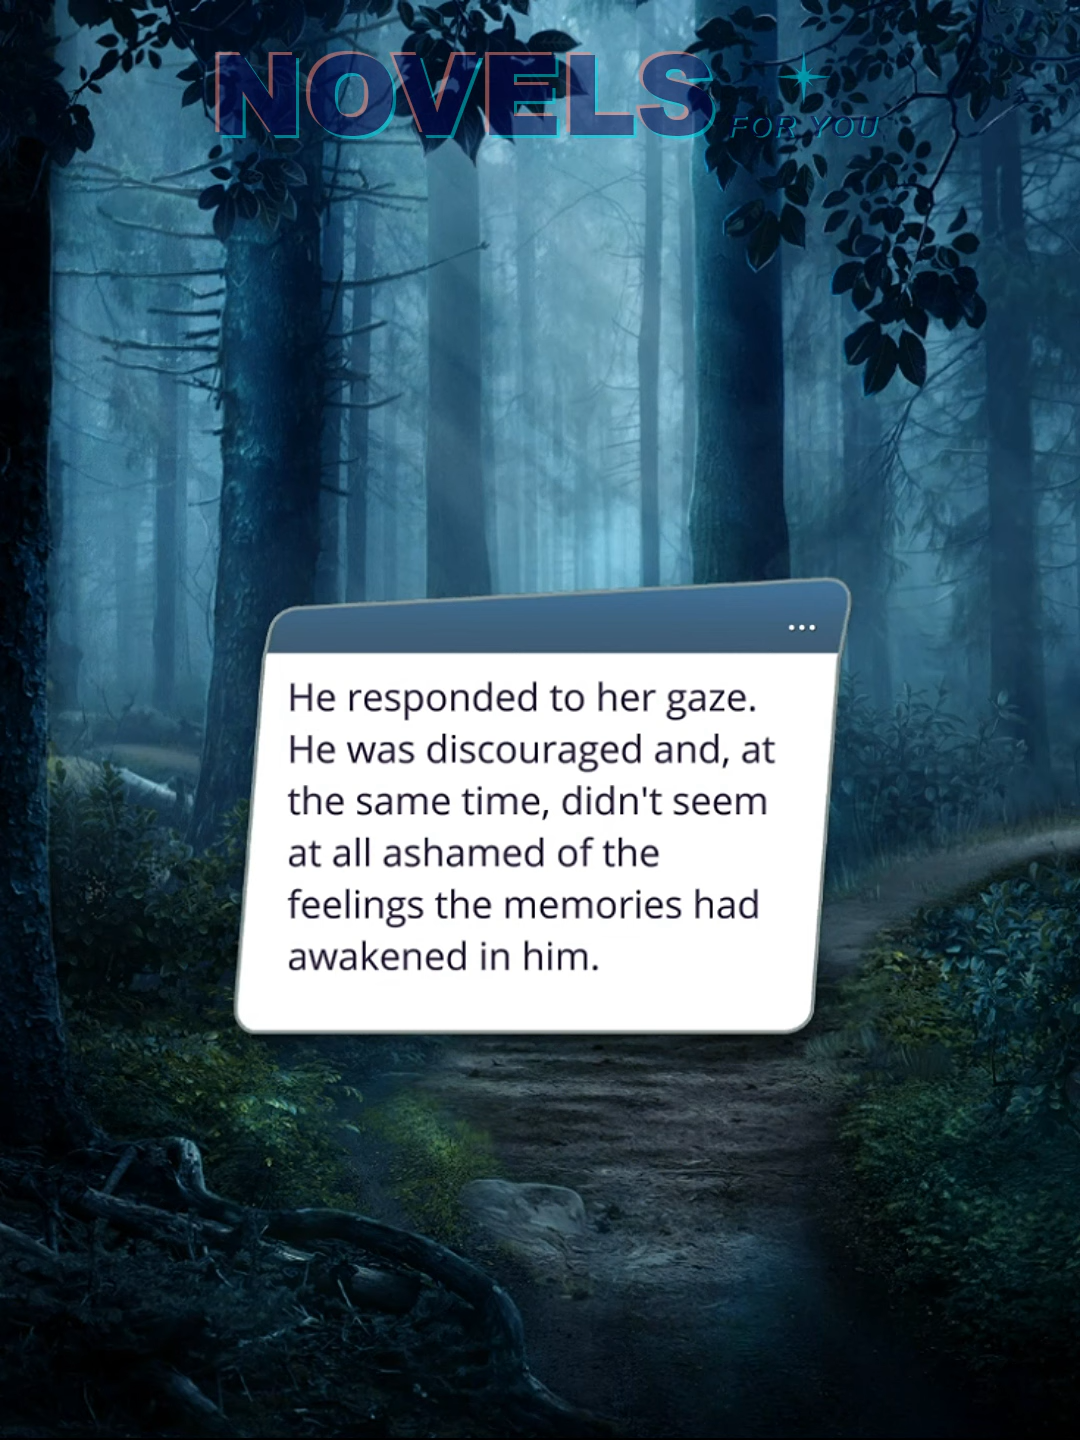 NOVELS
FOR YOU
He responded to her gaze.
He was discouraged and, at
the same time, didn't seem
at all ashamed of the
feelings the memories had
awakened in him.